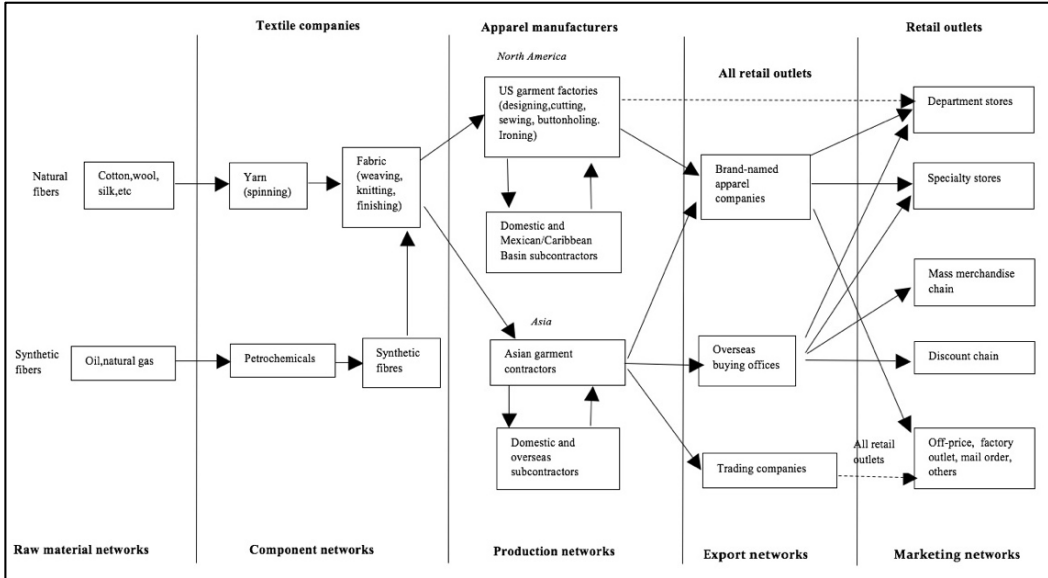 Textile companies
Apparel manufacturers
Retail outlets
North America
All retail outlets
US garment factories
(designing,cutting,
sewing, buttonholing.
Ironing)
Department stores
Natural
fibers
Cotton,wool,
silk,etc
Yarn
(spinning)
Fabric
(weaving,
knitting,
finishing)
Brand-named
apparel
companies
Specialty stores
Domestic and
Mexican/Caribbean
Basin subcontractors
Mass merchandise
chain
Asia
Synthetic
fibers
Oil,natural gas
Petrochemicals
Synthetic
fibres
Asian garment
contractors
Overseas
buying offices
Discount chain
Domestic and
overseas
subcontractors
Trading companies
All retail
outlets
Off-price, factory
outlet, mail order,
others
Raw material networks
Component networks
Production networks
Export networks
Marketing networks